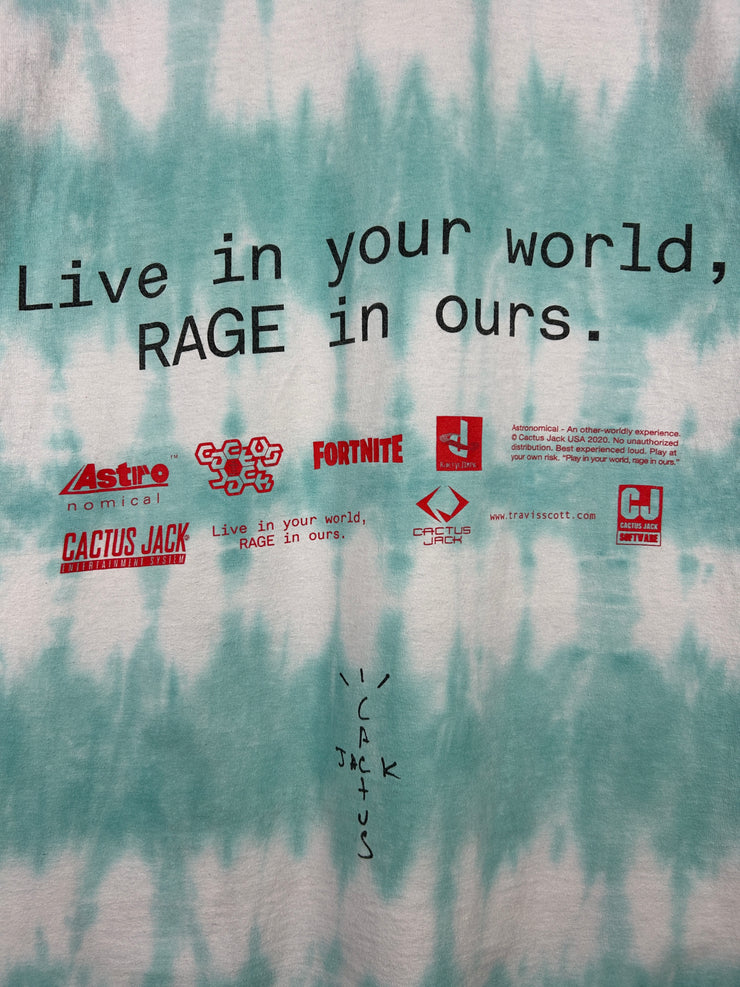 Live in your world,
RAGE in ours.
Astro™
nomical
CACTUS
JACK
FORTNITE
J
Astronomical - An other-worldly experience.
© Cactus Jack USA 2020. No unauthorized
distribution. Best experienced loud. Play at
your own risk. "Play in your world, rage in ours."
CACTUS JACK®
ENTERTAINMENT SYSTEM
Live in your world,
RAGE in ours.
CACTUS
JACK
www.travisscott.com
CJ
CACTUS JACK
SOFTWARE
CACTUS
JACK